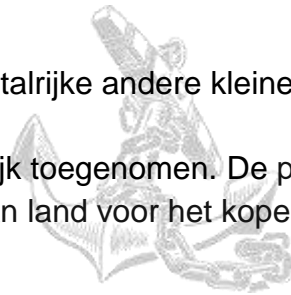 talrijke andere kleine
jk toegenomen. De p
n land voor het kope